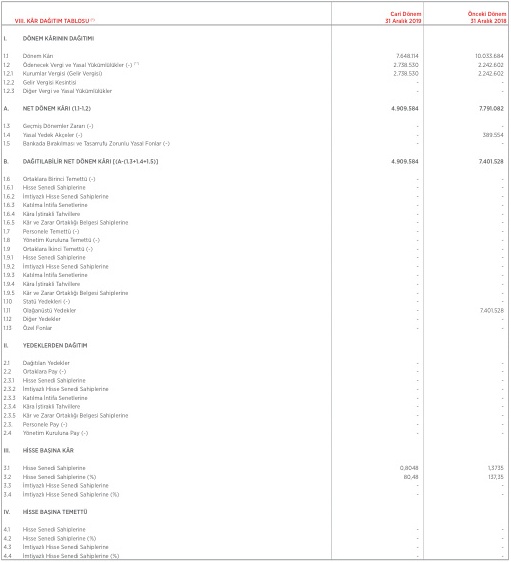 VIII. KÂR DAĞITIM TABLOSU (*) Cari Dönem 31 Aralık 2019 Önceki Dönem 31 Aralık 2018
I. DÖNEM KÂRININ DAĞITIMI
1.1 Dönem Kârı 7.648.114 10.033.684
1.2 Ödenecek Vergi ve Yasal Yükümlülükler (-) 2.738.530 2.242.602
1.2.1 Kurumlar Vergisi (Gelir Vergisi) 2.738.530 2.242.602
1.2.2 Gelir Vergisi Kesintisi - -
1.2.3 Diğer Vergi ve Yasal Yükümlülükler - -
A. NET DÖNEM KÂRI (1.1-1.2) 4.909.584 7.791.082
1.3 Geçmiş Dönemler Zararı (-) - -
1.4 Yasal Yedek Akçeler (-) - 389.554
1.5 Bankada Bırakılması ve Tasarrufu Zorunlu Yasal Fonlar (-) - -
B. DAĞITILABİLİR NET DÖNEM KÂRI [(A-(1.3+1.4+1.5)] 4.909.584 7.401.528
1.6 Ortaklara Birinci Temettü (-) - -
1.6.1 Hisse Senedi Sahiplerine - -
1.6.2 İmtiyazlı Hisse Senedi Sahiplerine - -
1.6.3 Katılma İntifa Senetlerine - -
1.6.4 Kâra İştirakli Tahvillere - -
1.6.5 Kâr ve Zarar Ortaklığı Belgesi Sahiplerine - -
1.7 Personele Temettü (-) - -
1.8 Yönetim Kuruluna Temettü (-) - -
1.9 Ortaklara İkinci Temettü (-) - -
1.9.1 Hisse Senedi Sahiplerine - -
1.9.2 İmtiyazlı Hisse Senedi Sahiplerine - -
1.9.3 Katılma İntifa Senetlerine - -
1.9.4 Kâra İştirakli Tahvillere - -
1.9.5 Kâr ve Zarar Ortaklığı Belgesi Sahiplerine - -
1.10 Statü Yedekleri (-) - -
1.11 Olağanüstü Yedekler - 7.401.528
1.12 Diğer Yedekler - -
1.13 Özel Fonlar - -
II. YEDEKLERDEN DAĞITIM
2.1 Dağıtılan Yedekler - -
2.2 Ortaklara Pay (-) - -
2.3.1 Hisse Senedi Sahiplerine - -
2.3.2 İmtiyazlı Hisse Senedi Sahiplerine - -
2.3.3 Katılma İntifa Senetlerine - -
2.3.4 Kâra İştirakli Tahvillere - -
2.3.5 Kâr ve Zarar Ortaklığı Belgesi Sahiplerine - -
2.3. Personele Pay (-) - -
2.4 Yönetim Kuruluna Pay (-) - -
III. HİSSE BAŞINA KÂR
3.1 Hisse Senedi Sahiplerine 0,8048 1,3735
3.2 Hisse Senedi Sahiplerine (%) 80,48 137,35
3.3 İmtiyazlı Hisse Senedi Sahiplerine - -
3.4 İmtiyazlı Hisse Senedi Sahiplerine (%) - -
IV. HİSSE BAŞINA TEMETTÜ
4.1 Hisse Senedi Sahiplerine - -
4.2 Hisse Senedi Sahiplerine (%) - -
4.3 İmtiyazlı Hisse Senedi Sahiplerine - -
4.4 İmtiyazlı Hisse Senedi Sahiplerine (%) - -